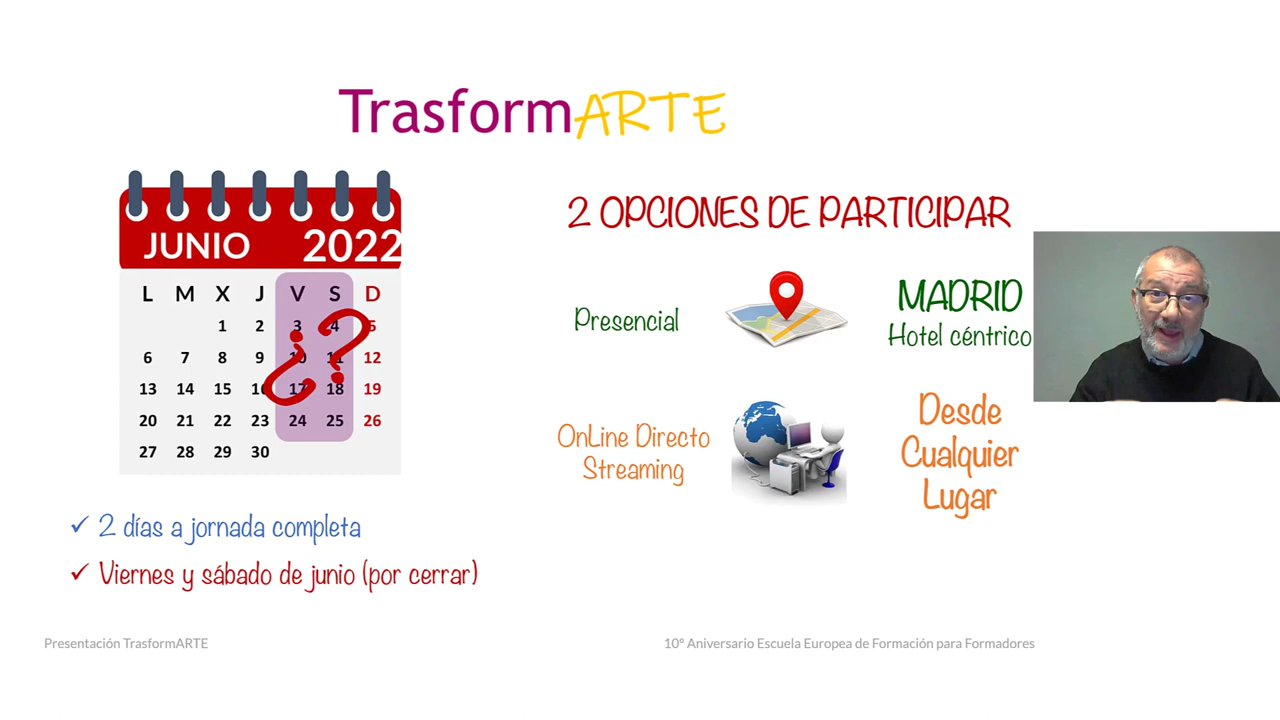 TrasformARTE
JUNIO 2022
L M X J V S D
1 2 3 4 5
6 7 8 9 10 11 12
13 14 15 16 17 18 19
20 21 22 23 24 25 26
27 28 29 30
¿?
✓ 2 días a jornada completa
✓ Viernes y sábado de junio (por cerrar)
2 OPCIONES DE PARTICIPAR
Presencial
MADRID
Hotel céntrico
OnLine Directo
Streaming
Desde
Cualquier
Lugar
Presentación TrasformARTE
10º Aniversario Escuela Europea de Formación para Formadores